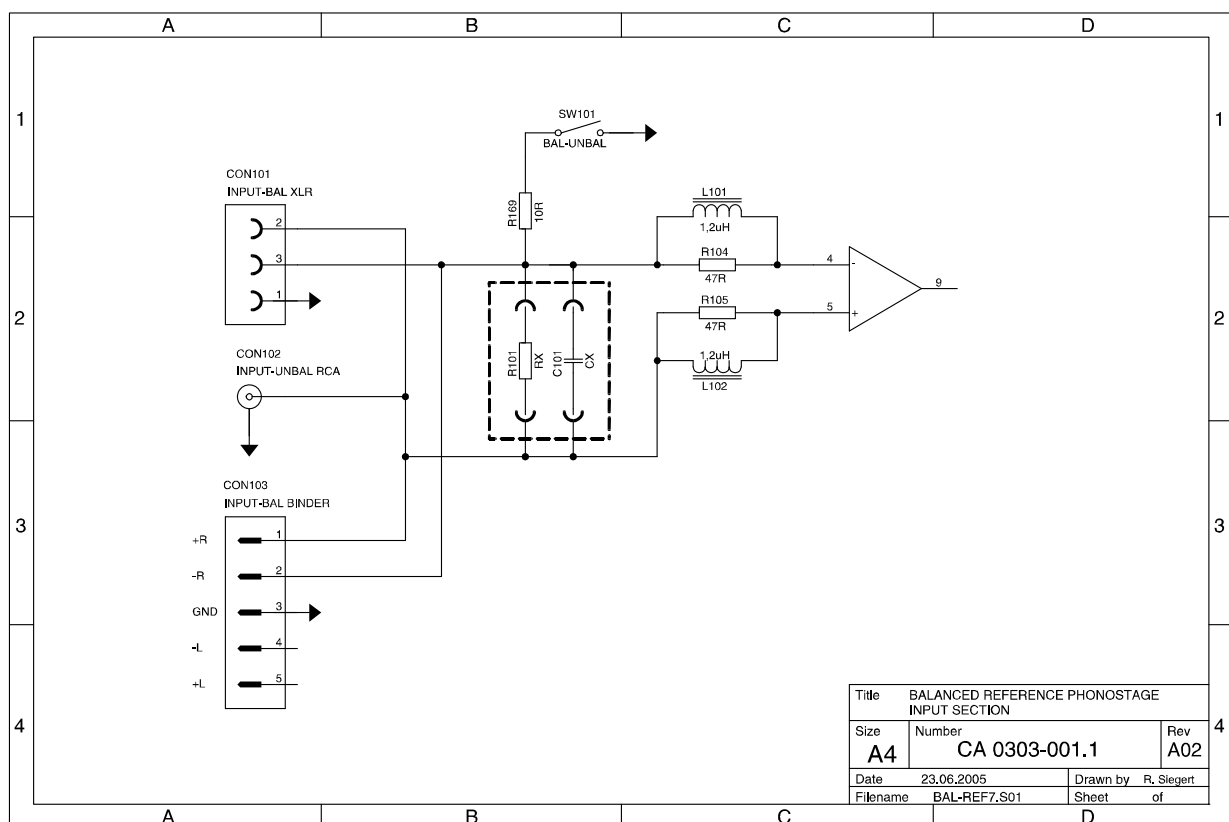 A B C D
1 1
SW101
BAL-UNBAL
CON101
INPUT-BAL XLR
R169
10R
L101
1,2uH
2
3
1
R104
47R
4
-
9
R105
47R
5
+
2 2
CON102
INPUT-UNBAL RCA
R101
RX
C101
CX
1,2uH
L102
CON103
INPUT-BAL BINDER
3 3
+R 1
-R 2
GND 3
-L 4
+L 5
Title BALANCED REFERENCE PHONOSTAGE
INPUT SECTION
4 4
Size Number Rev
A4 CA 0303-001.1 A02
Date 23.06.2005 Drawn by R. Siegert
Filename BAL-REF7.S01 Sheet of
A B C D